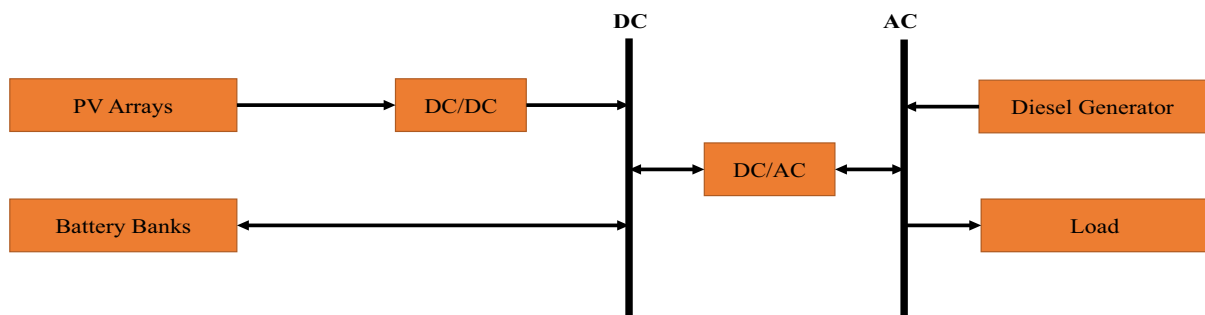 DC
AC
PV Arrays
DC/DC
Diesel Generator
DC/AC
Battery Banks
Load